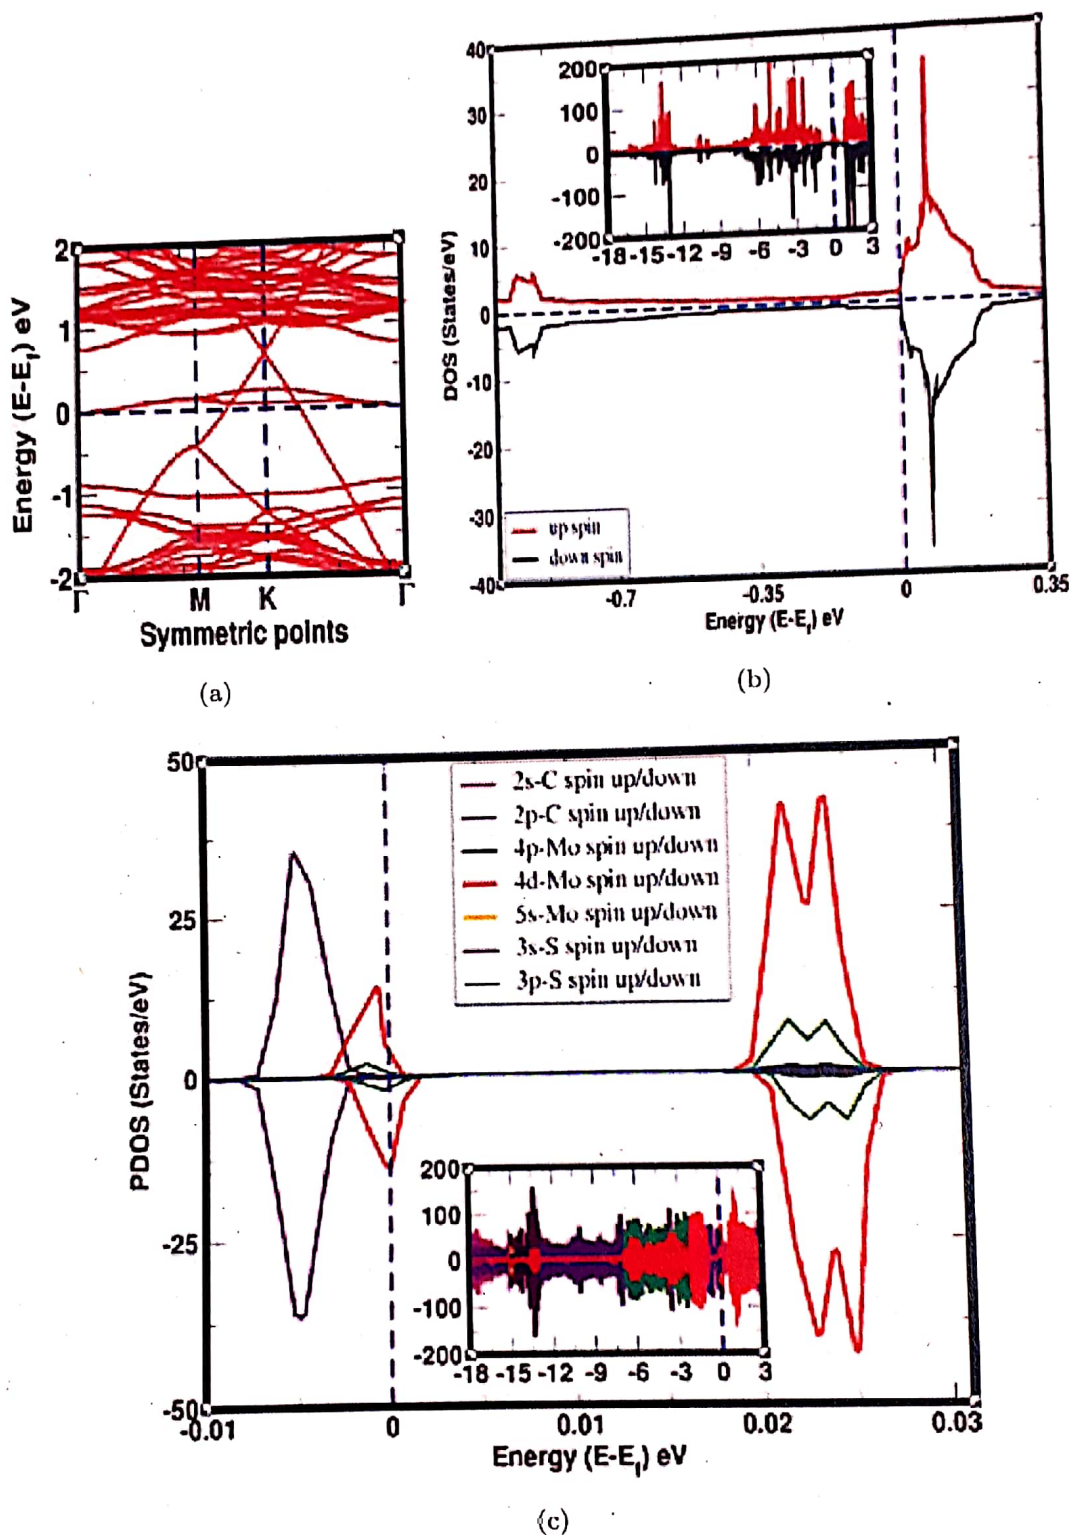 40
30
20
10
0
-10
-20
-30
-40
DOS (States/eV)
200
100
0
-100
-200
-18 -15 -12 -9 -6 -3 0 3
up spin
down spin
-0.7 -0.35 0 0.35
Energy (E-Ef) eV
(b)
2
1
0
-1
-2
Energy (E-Ef) eV
Γ M K Γ
Symmetric points
(a)
50
25
0
-25
-50
PDOS (States/eV)
2s-C spin up/down
2p-C spin up/down
4p-Mo spin up/down
4d-Mo spin up/down
5s-Mo spin up/down
3s-S spin up/down
3p-S spin up/down
200
100
0
-100
-200
-18 -15 -12 -9 -6 -3 0 3
-0.01 0 0.01 0.02 0.03
Energy (E-Ef) eV
(c)